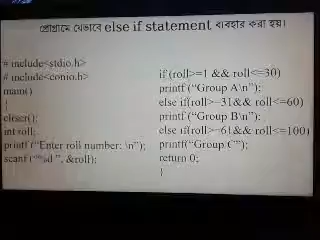 প্রোগ্রামে যেভাবে else if statement ব্যবহার করা হয়।
# include<stdio.h>
# include<conio.h>
main()
{
clrscr();
int roll;
printf ("Enter roll number: \n");
scanf ("%d ", &roll);
if (roll>=1 && roll<=30)
printf ("Group A\n");
else if(roll>=31&& roll<=60)
printf ("Group B\n");
else if(roll>=61&& roll<=100)
printf("Group C");
return 0;
}